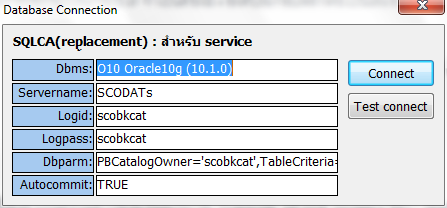 Database Connection
SQLCA(replacement) : สำหรับ service
Dbms: O10 Oracle10g (10.1.0)
Connect
Servername: SCODATs
Test connect
Logid: scobkcat
Logpass: scobkcat
Dbparm: PBCatalogOwner='scobkcat',TableCriteria=
Autocommit: TRUE